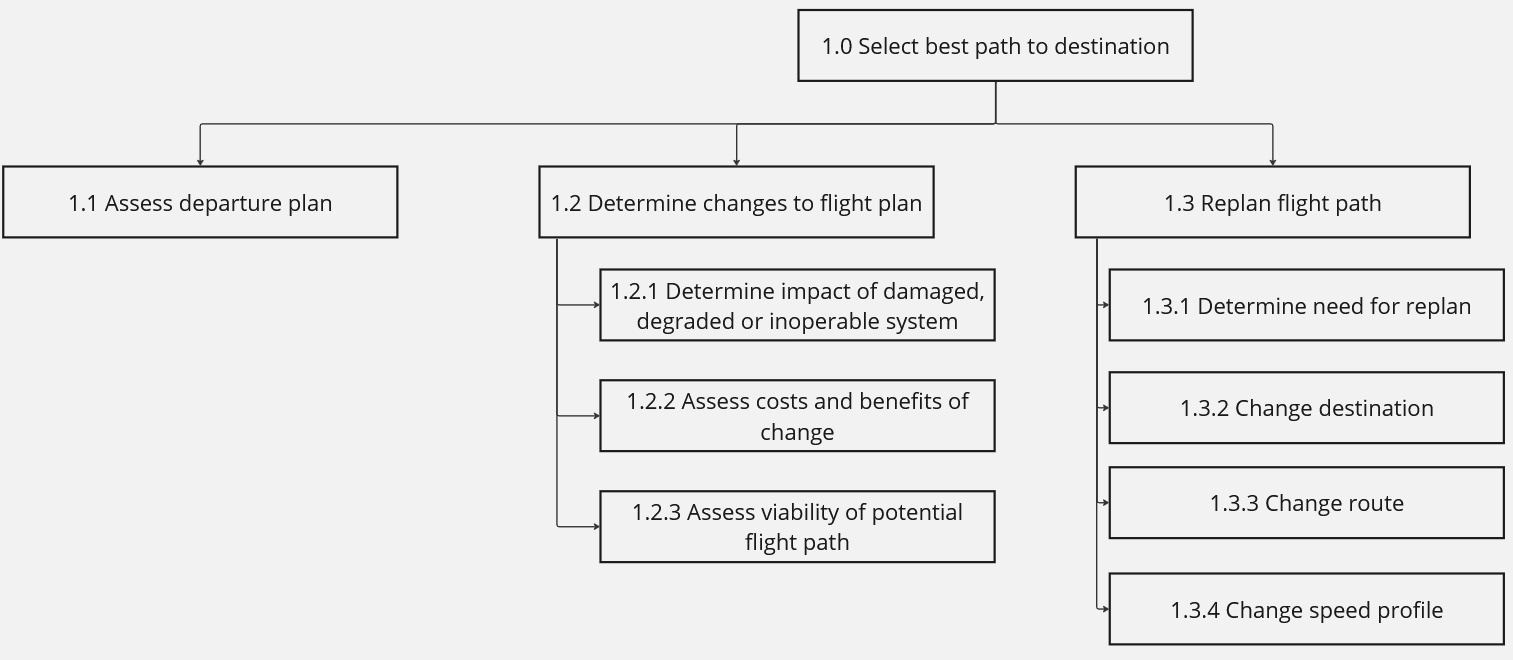 1.0 Select best path to destination
1.1 Assess departure plan
1.2 Determine changes to flight plan
1.3 Replan flight path
1.2.1 Determine impact of damaged,
degraded or inoperable system
1.2.2 Assess costs and benefits of
change
1.2.3 Assess viability of potential
flight path
1.3.1 Determine need for replan
1.3.2 Change destination
1.3.3 Change route
1.3.4 Change speed profile